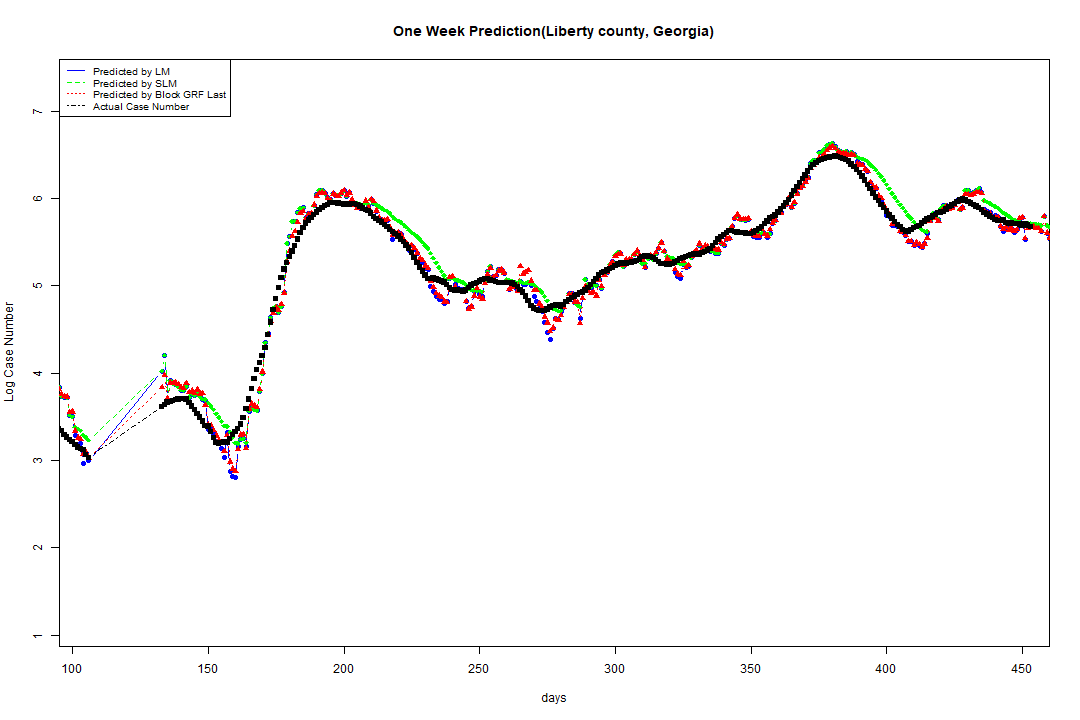 One Week Prediction(Liberty county, Georgia)
Predicted by LM
Predicted by SLM
Predicted by Block GRF Last
Actual Case Number
Log Case Number
7
6
5
4
3
2
1
100 150 200 250 300 350 400 450
days